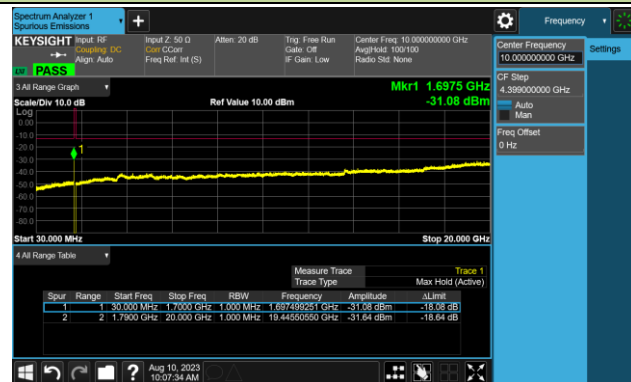 Spectrum Analyzer 1
Spurious Emissions
Frequency
KEYSIGHT Input: RF Input Z: 50 Ω Atten: 20 dB Trig: Free Run Center Freq: 10.000000000 GHz
Coupling: DC Corr CCorr Gate: Off Avg|Hold: 100/100
Align: Auto Freq Ref: Int (S) IF Gain: Low Radio Std: None
PASS
Center Frequency
10.000000000 GHz
Settings
CF Step
4.399000000 GHz
Auto
Man
Freq Offset
0 Hz
3 All Range Graph
Mkr1 1.6975 GHz
Scale/Div 10.0 dB Ref Value 10.00 dBm -31.08 dBm
Log
0.00
-10.0
-20.0
-30.0
-40.0
-50.0
-60.0
-70.0
-80.0
1
Start 30.000 MHz Stop 20.000 GHz
4 All Range Table
Measure Trace Trace 1
Trace Type Max Hold (Active)
Spur Range Start Freq Stop Freq RBW Frequency Amplitude ΔLimit
1 1 30.000 MHz 1.7000 GHz 1.000 MHz 1.697499251 GHz -31.08 dBm -18.08 dB
2 2 1.7900 GHz 20.000 GHz 1.000 MHz 19.44550550 GHz -31.64 dBm -18.64 dB
Aug 10, 2023
10:07:34 AM